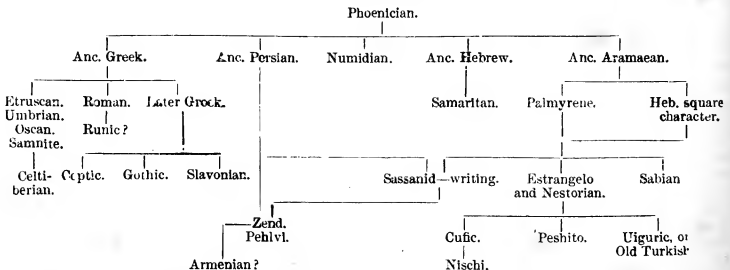 Phoenician.
Anc. Greek. Anc. Persian. Numidian. Anc. Hebrew. Anc. Aramaean.
Etruscan. Roman. Later Greek. Samaritan. Palmyrene. Heb. square
Umbrian. character.
Oscan. Runic?
Samnite.
Celti- Coptic. Gothic. Slavonian. Sassanid—writing. Estrangelo Sabian
berian. and Nestorian.
Zend.
Pehlvi. Cufic. Peshito. Uiguric, or
Old Turkish
Armenian? Nischi.